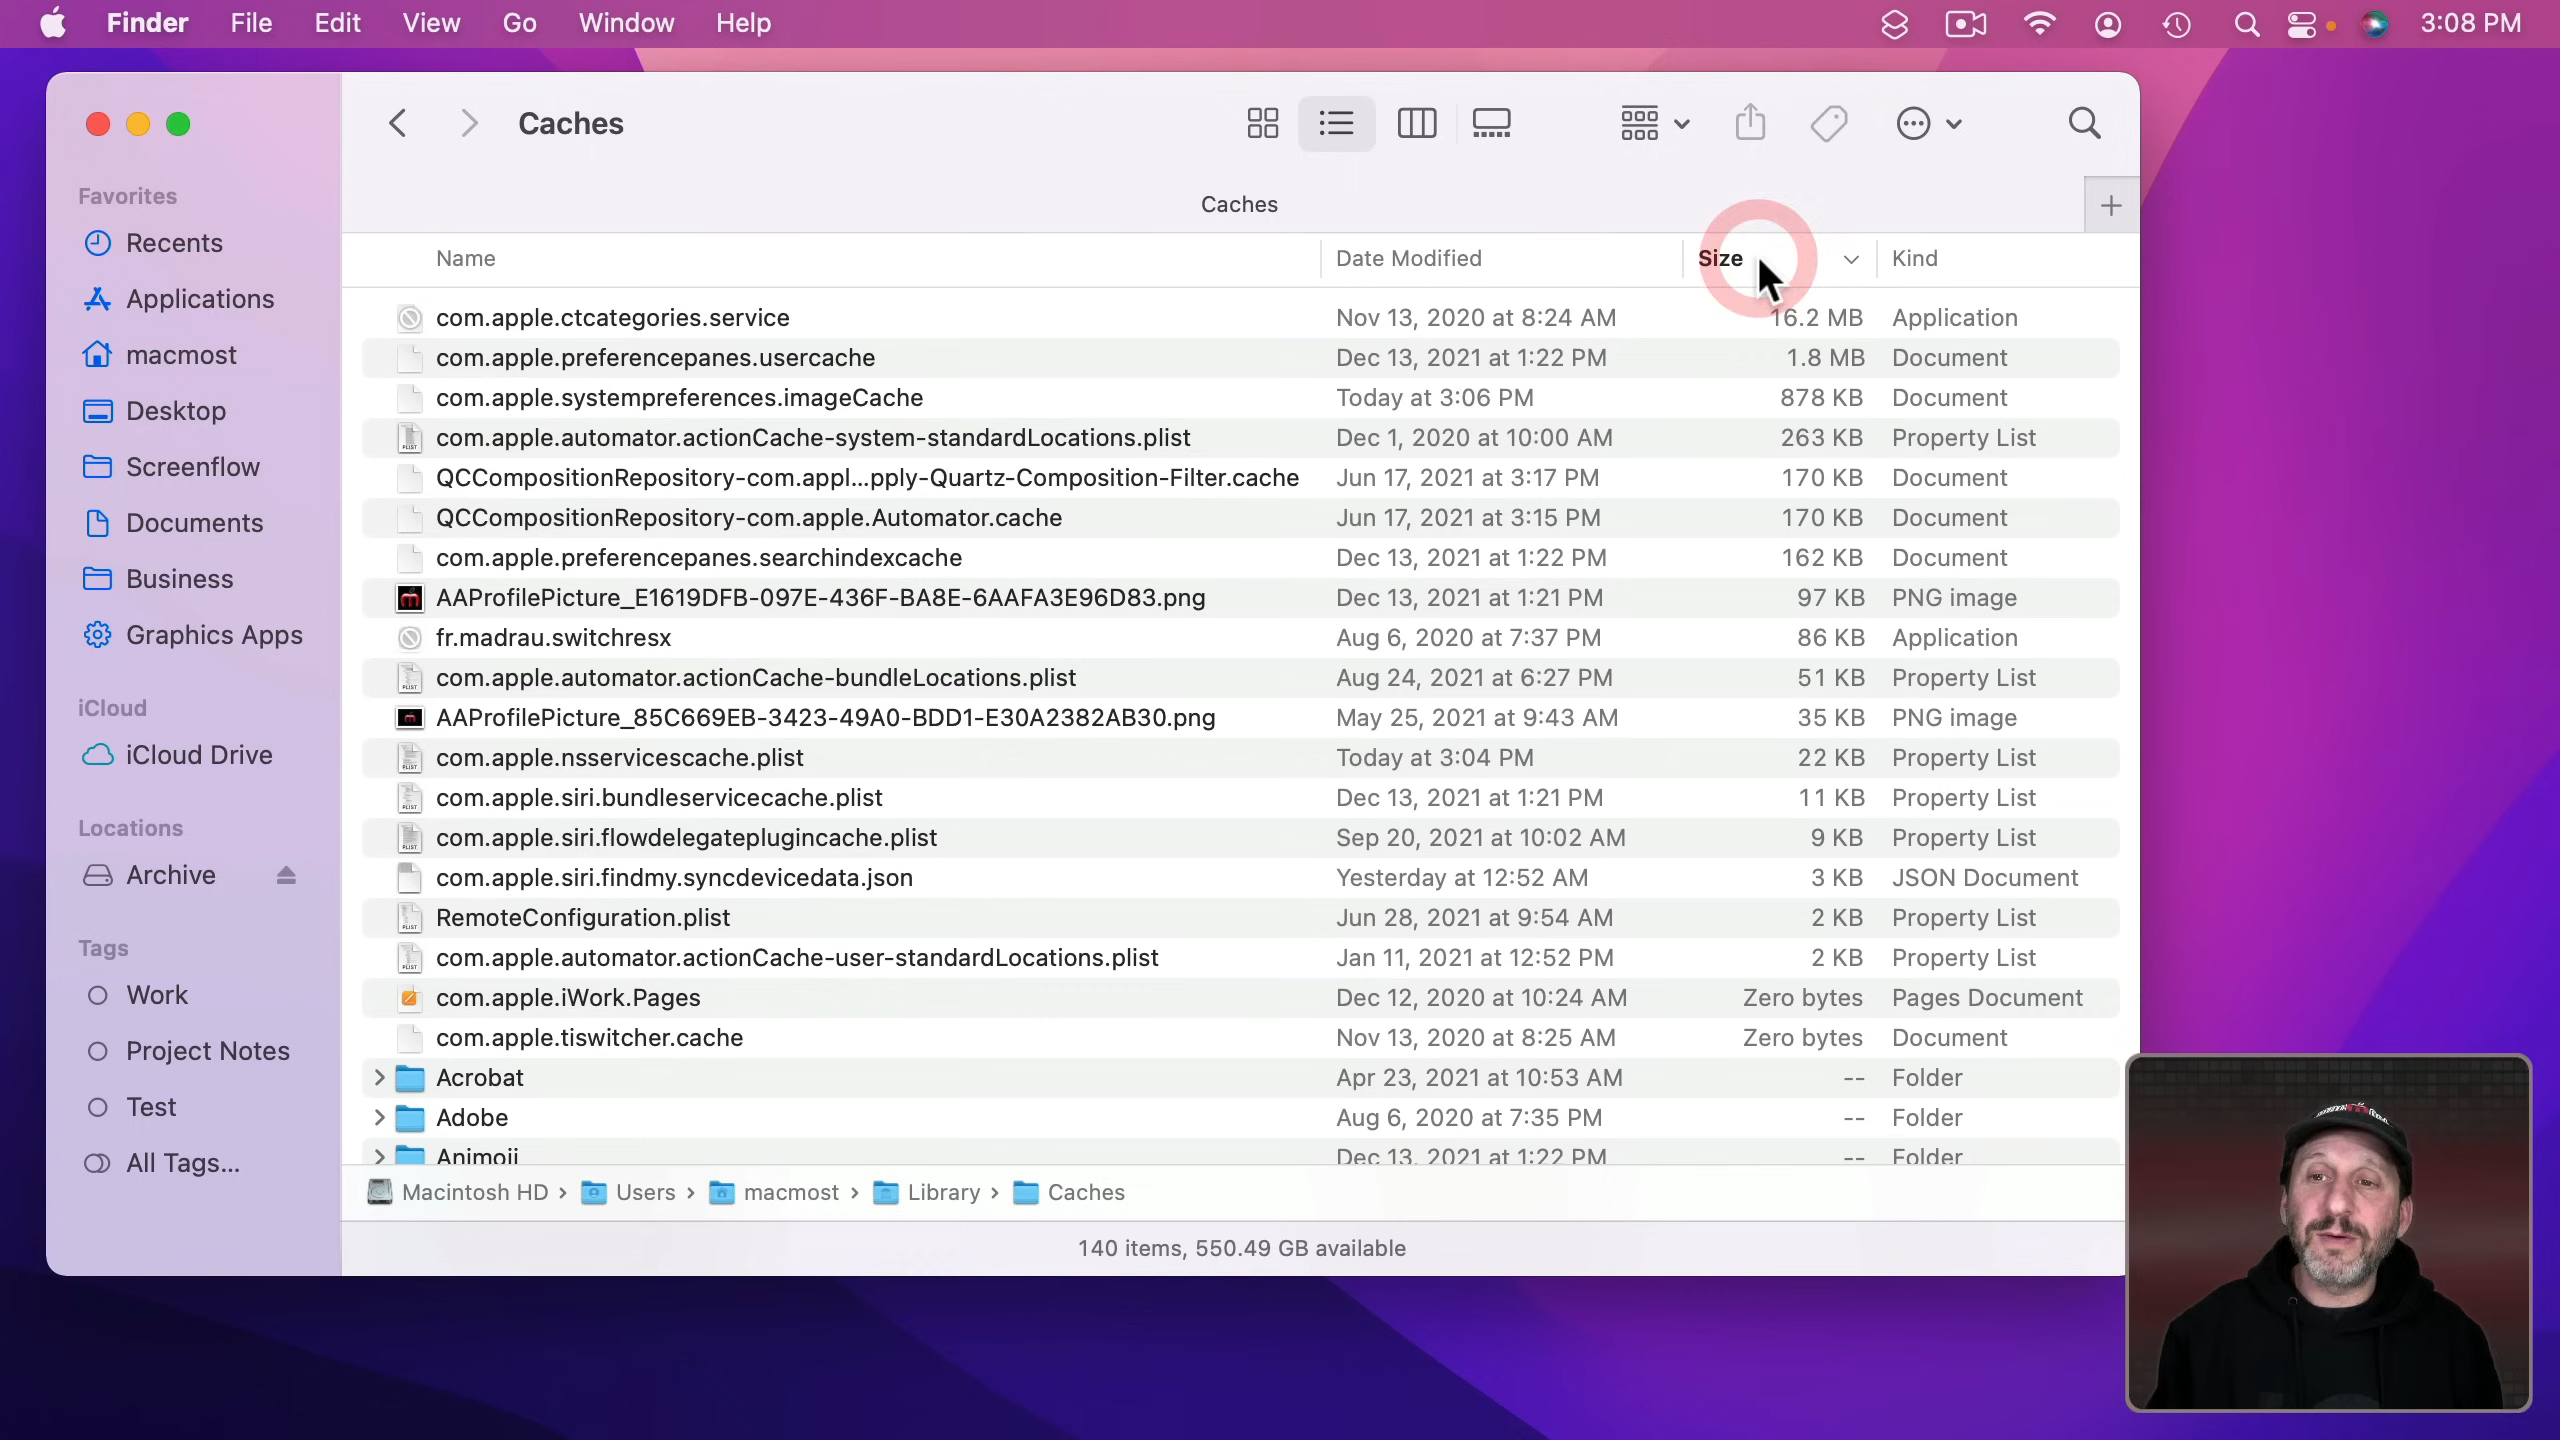 Finder File Edit View Go Window Help 3:08 PM
Caches
Caches
Favorites
Recents
Applications
macmost
Desktop
Screenflow
Documents
Business
Graphics Apps
iCloud
iCloud Drive
Locations
Archive
Tags
Work
Project Notes
Test
All Tags...
Name Date Modified Size Kind
com.apple.ctcategories.service Nov 13, 2020 at 8:24 AM 16.2 MB Application
com.apple.preferencepanes.usercache Dec 13, 2021 at 1:22 PM 1.8 MB Document
com.apple.systempreferences.imageCache Today at 3:06 PM 878 KB Document
com.apple.automator.actionCache-system-standardLocations.plist Dec 1, 2020 at 10:00 AM 263 KB Property List
QCCompositionRepository-com.appl...pply-Quartz-Composition-Filter.cache Jun 17, 2021 at 3:17 PM 170 KB Document
QCCompositionRepository-com.apple.Automator.cache Jun 17, 2021 at 3:15 PM 170 KB Document
com.apple.preferencepanes.searchindexcache Dec 13, 2021 at 1:22 PM 162 KB Document
AAProfilePicture_E1619DFB-097E-436F-BA8E-6AAFA3E96D83.png Dec 13, 2021 at 1:21 PM 97 KB PNG image
fr.madrau.switchresx Aug 6, 2020 at 7:37 PM 86 KB Application
com.apple.automator.actionCache-bundleLocations.plist Aug 24, 2021 at 6:27 PM 51 KB Property List
AAProfilePicture_85C669EB-3423-49A0-BDD1-E30A2382AB30.png May 25, 2021 at 9:43 AM 35 KB PNG image
com.apple.nsservicescache.plist Today at 3:04 PM 22 KB Property List
com.apple.siri.bundleservicecache.plist Dec 13, 2021 at 1:21 PM 11 KB Property List
com.apple.siri.flowdelegateplugincache.plist Sep 20, 2021 at 10:02 AM 9 KB Property List
com.apple.siri.findmy.syncdevicedata.json Yesterday at 12:52 AM 3 KB JSON Document
RemoteConfiguration.plist Jun 28, 2021 at 9:54 AM 2 KB Property List
com.apple.automator.actionCache-user-standardLocations.plist Jan 11, 2021 at 12:52 PM 2 KB Property List
com.apple.iWork.Pages Dec 12, 2020 at 10:24 AM Zero bytes Pages Document
com.apple.tiswitcher.cache Nov 13, 2020 at 8:25 AM Zero bytes Document
Acrobat Apr 23, 2021 at 10:53 AM -- Folder
Adobe Aug 6, 2020 at 7:35 PM -- Folder
Animoji Dec 13, 2021 at 1:22 PM -- Folder
Macintosh HD › Users › macmost › Library › Caches
140 items, 550.49 GB available